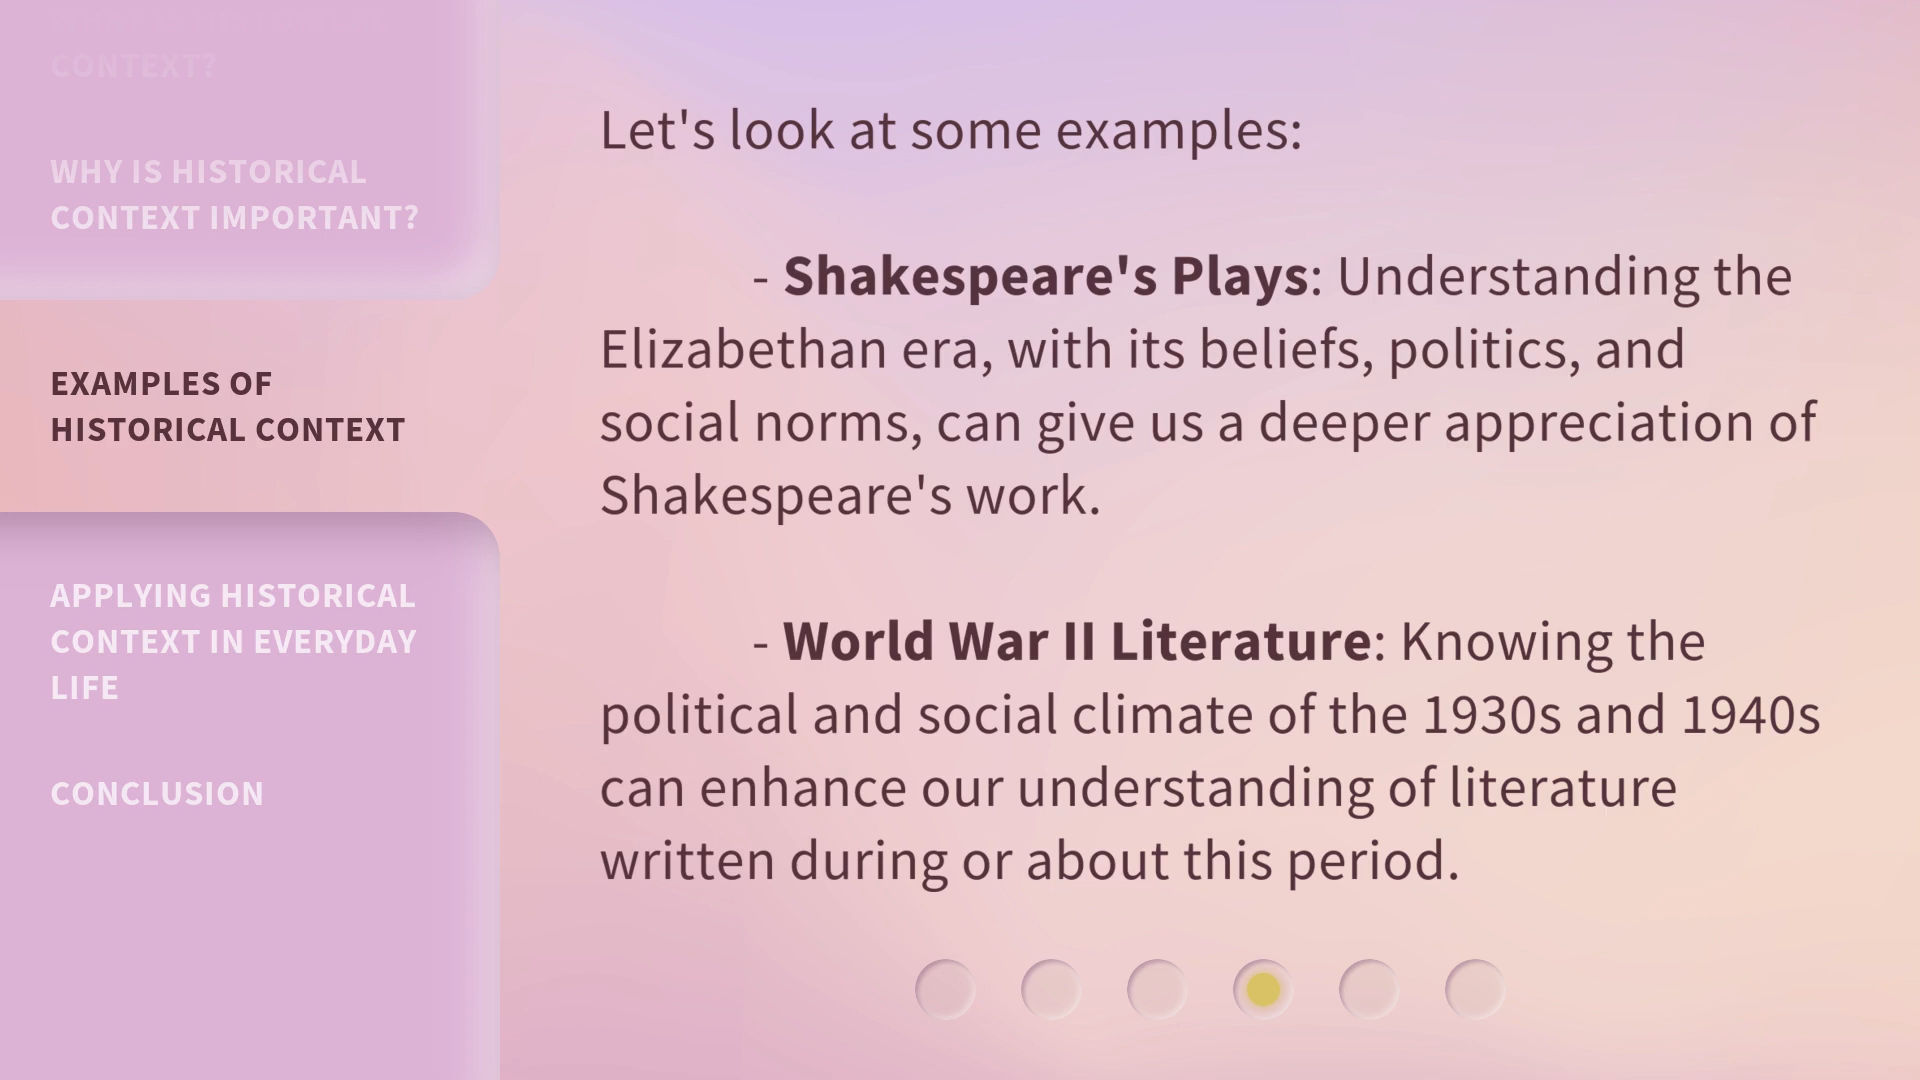 CONTEXT?
WHY IS HISTORICAL
CONTEXT IMPORTANT?
EXAMPLES OF
HISTORICAL CONTEXT
APPLYING HISTORICAL
CONTEXT IN EVERYDAY
LIFE
CONCLUSION
Let's look at some examples:
- Shakespeare's Plays: Understanding the
Elizabethan era, with its beliefs, politics, and
social norms, can give us a deeper appreciation of
Shakespeare's work.
- World War II Literature: Knowing the
political and social climate of the 1930s and 1940s
can enhance our understanding of literature
written during or about this period.